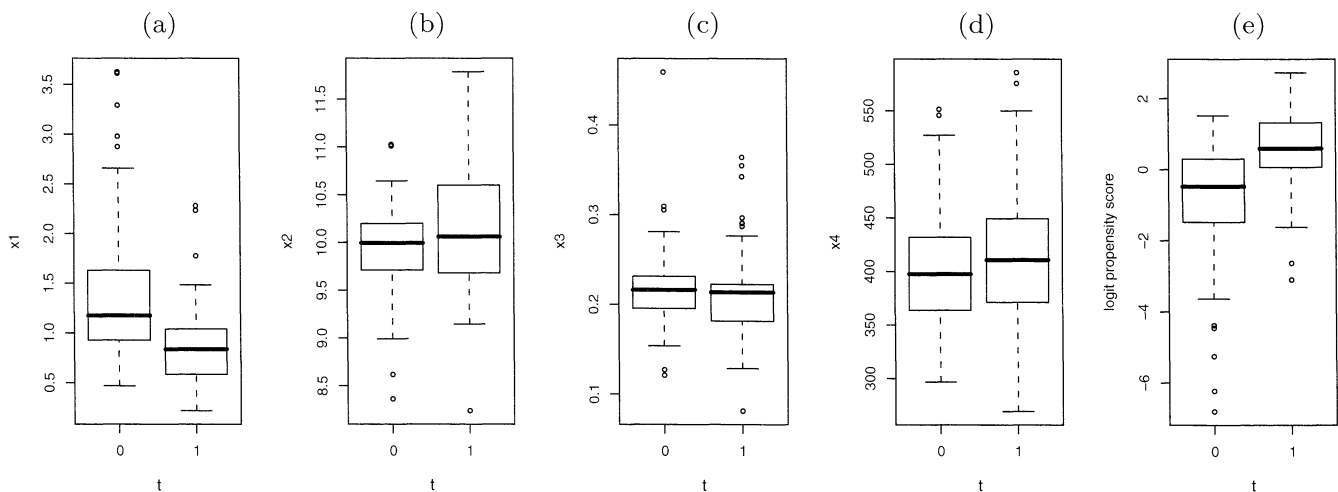 (a)
x1
3.5
3.0
2.5
2.0
1.5
1.0
0.5
0 1
t
(b)
x2
11.5
11.0
10.5
10.0
9.5
9.0
8.5
0 1
t
(c)
x3
0.4
0.3
0.2
0.1
0 1
t
(d)
x4
550
500
450
400
350
300
0 1
t
(e)
logit propensity score
2
0
−2
−4
−6
0 1
t